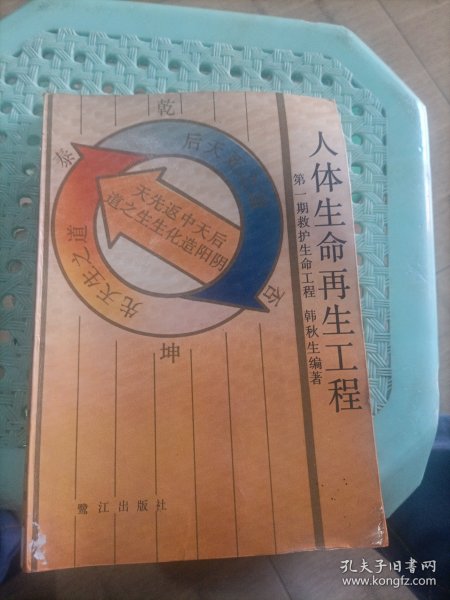 人体生命再生工程
第一期救护生命工程 韩秋生编著
乾
泰
否
坤
后天
先天生之道
天先返中天后
道之生生化造阳阴
鹭江出版社
孔夫子旧书网
www.kongfz.com